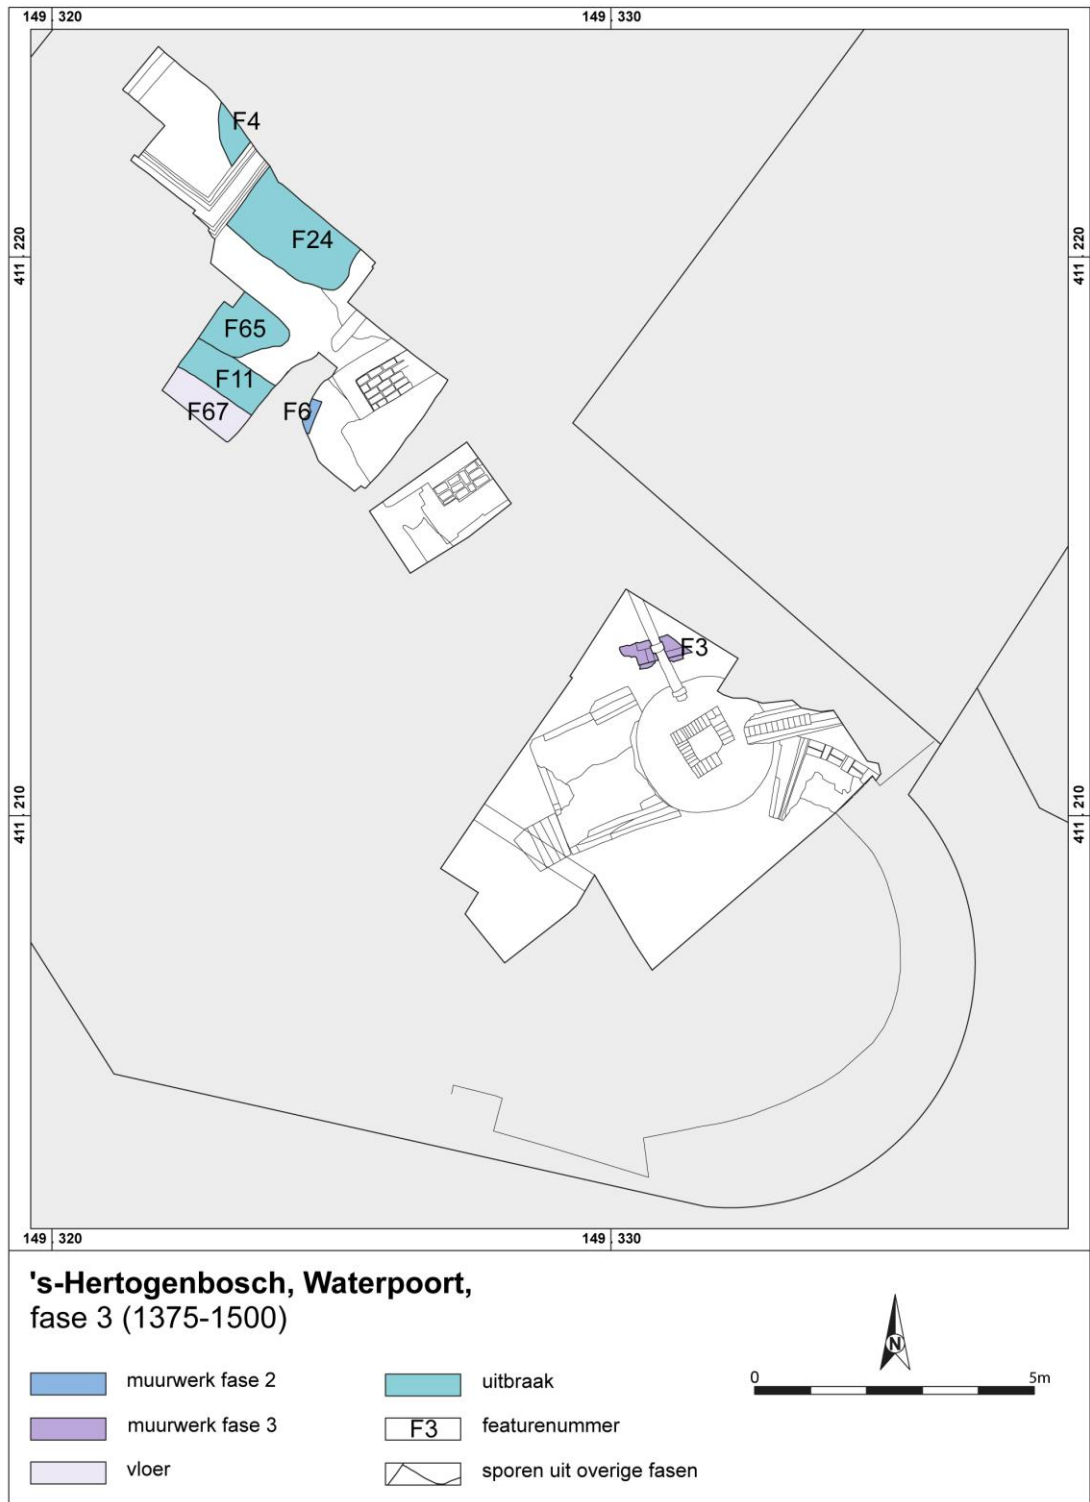 149 320
149 330
F4
411 220
F24
411 220
F65
F11
F67
F6
F3
411 210
411 210
149 320
149 330
's-Hertogenbosch, Waterpoort,
fase 3 (1375-1500)
N
0 5m
muurwerk fase 2
uitbraak
muurwerk fase 3
F3 featurenummer
vloer
sporen uit overige fasen